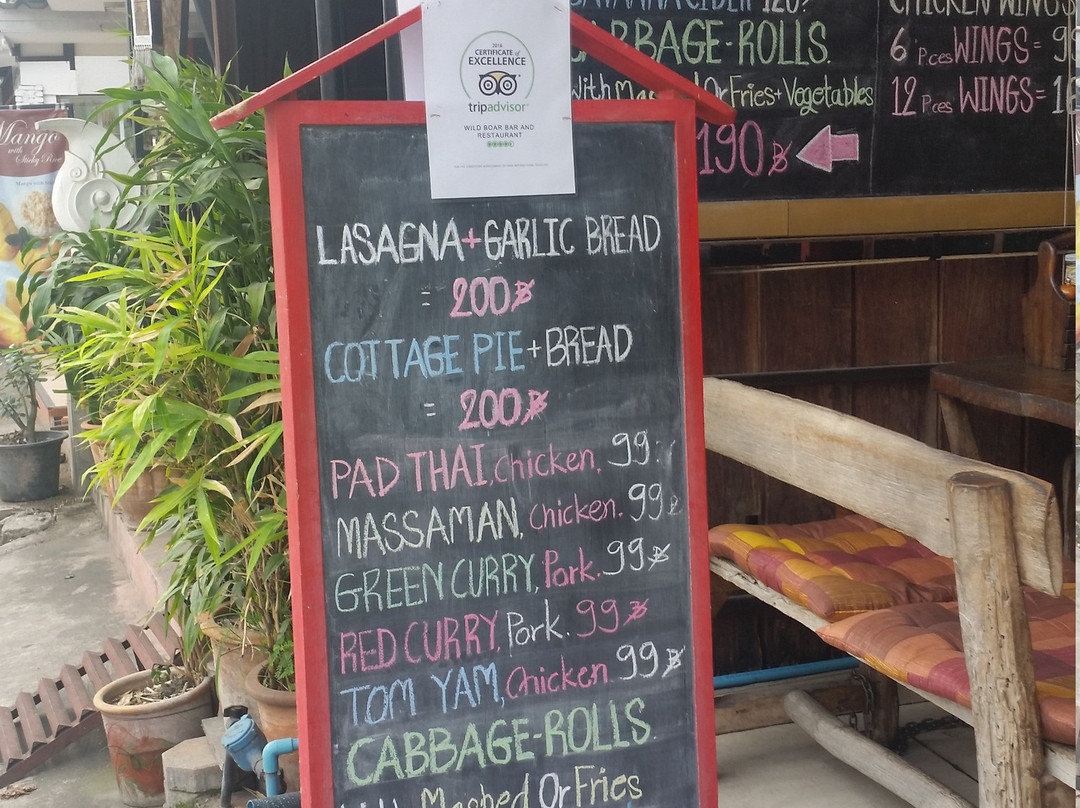 Mango
with
Sticky Rice
2016
CERTIFICATE of
EXCELLENCE
tripadvisor
WILD BOAR BAR AND
RESTAURANT
LASAGNA+GARLIC BREAD
= 200฿
COTTAGE PIE+BREAD
= 200฿
PAD THAI, Chicken. 99.
MASSAMAN, Chicken. 99฿
GREEN CURRY, Pork. 99฿
RED CURRY, Pork. 99฿
TOM YAM, Chicken. 99฿
CABBAGE-ROLLS
Mashed Or Fries
CIDER 120
CABBAGE-ROLLS.
With Or Fries+Vegetables
190฿
CHICKEN WINGS
6 Pces WINGS=
12 Pces WINGS=